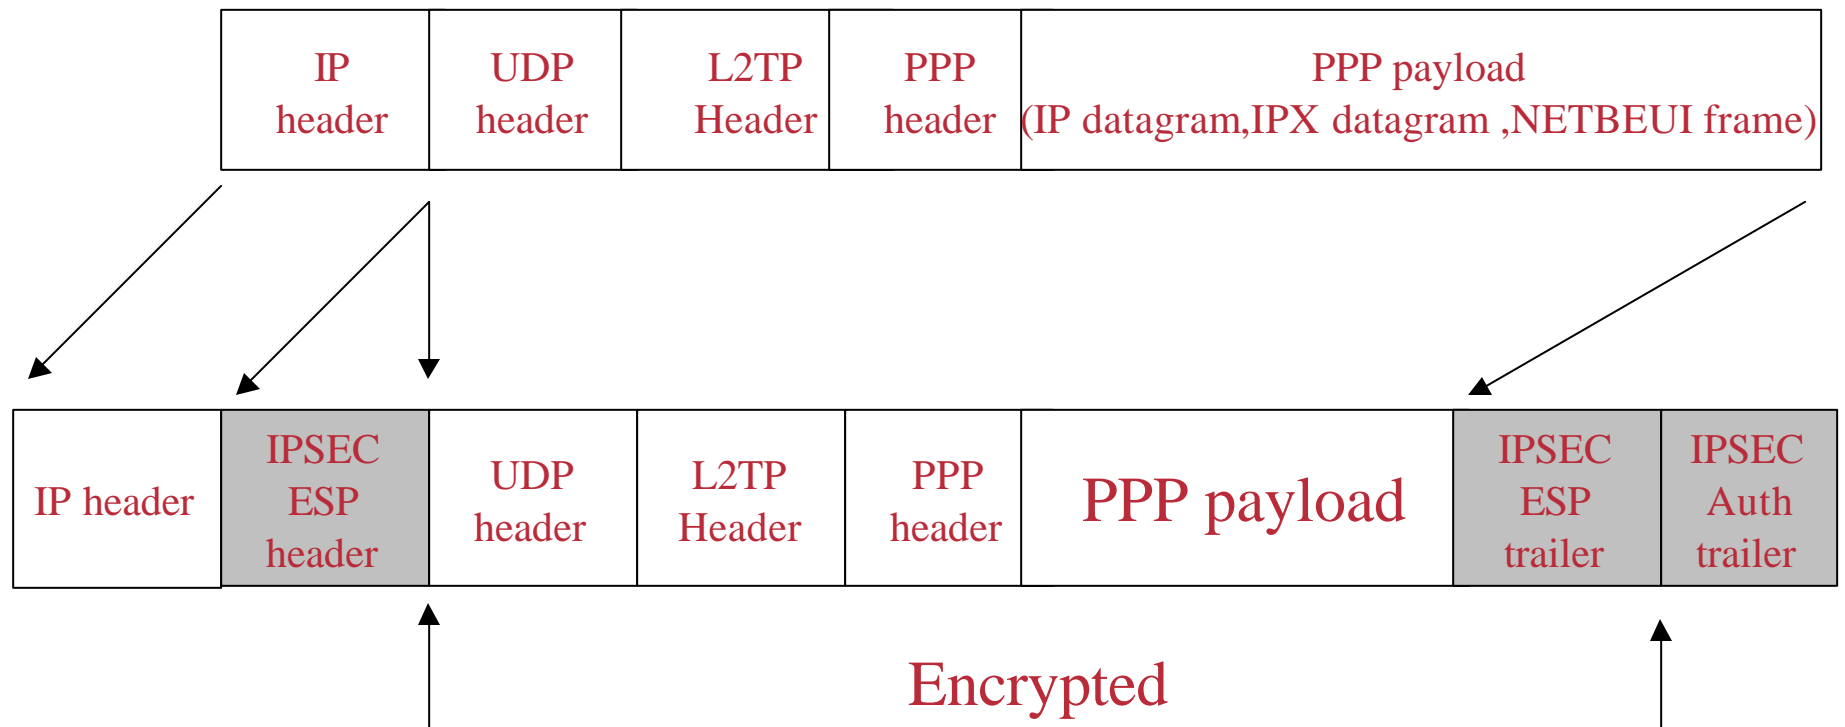 IP
header
UDP
header
L2TP
Header
PPP
header
PPP payload
(IP datagram,IPX datagram ,NETBEUI frame)
IP header
IPSEC
ESP
header
UDP
header
L2TP
Header
PPP
header
PPP payload
IPSEC
ESP
trailer
IPSEC
Auth
trailer
Encrypted